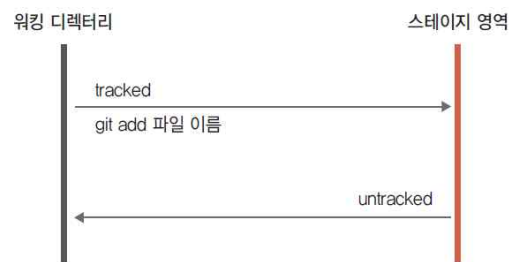 워킹 디렉터리
스테이지 영역
tracked
git add 파일 이름
untracked